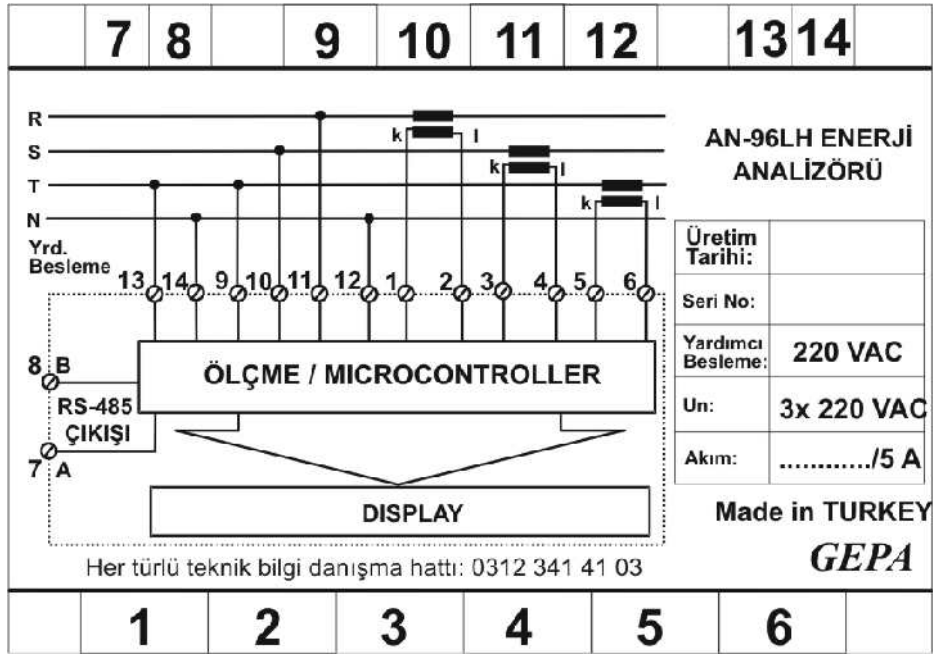 7 8 9 10 11 12 13 14
R
S
T
N
k l
k l
k l
Yrd.
Besleme
13 14 9 10 11 12 1 2 3 4 5 6
8 B
RS-485
ÇIKIŞI
7 A
ÖLÇME / MICROCONTROLLER
DISPLAY
Her türlü teknik bilgi danışma hattı: 0312 341 41 03
AN-96LH ENERJİ
ANALİZÖRÜ
Üretim
Tarihi:
Seri No:
Yardımcı
Besleme:
220 VAC
Un: 3x 220 VAC
Akım: ............/5 A
Made in TURKEY
GEPA
1 2 3 4 5 6